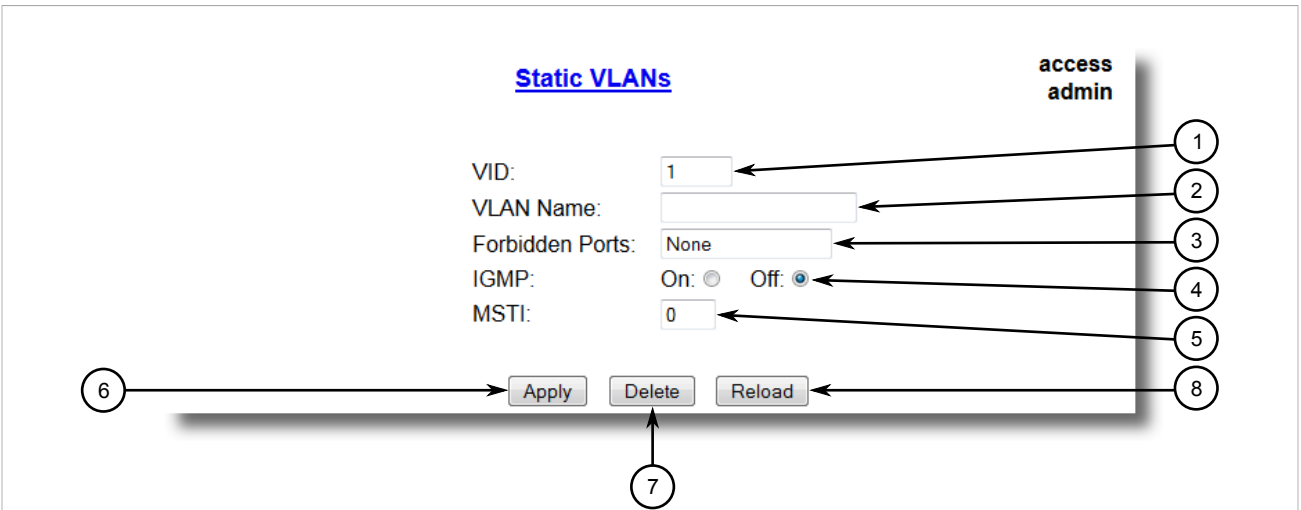 Static VLANs
access
admin
VID: 1
VLAN Name:
Forbidden Ports: None
IGMP: On: Off:
MSTI: 0
Apply Delete Reload
1
2
3
4
5
6
8
7